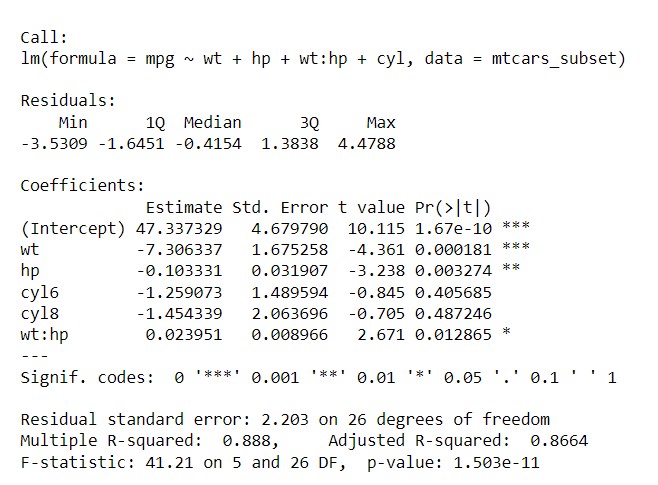 Call:
lm(formula = mpg ~ wt + hp + wt:hp + cyl, data = mtcars_subset)
Residuals:
Min 1Q Median 3Q Max
-3.5309 -1.6451 -0.4154 1.3838 4.4788
Coefficients:
Estimate Std. Error t value Pr(>|t|)
(Intercept) 47.337329 4.679790 10.115 1.67e-10 ***
wt -7.306337 1.675258 -4.361 0.000181 ***
hp -0.103331 0.031907 -3.238 0.003274 **
cyl6 -1.259073 1.489594 -0.845 0.405685
cyl8 -1.454339 2.063696 -0.705 0.487246
wt:hp 0.023951 0.008966 2.671 0.012865 *
---
Signif. codes: 0 '***' 0.001 '**' 0.01 '*' 0.05 '.' 0.1 ' ' 1
Residual standard error: 2.203 on 26 degrees of freedom
Multiple R-squared: 0.888, Adjusted R-squared: 0.8664
F-statistic: 41.21 on 5 and 26 DF, p-value: 1.503e-11